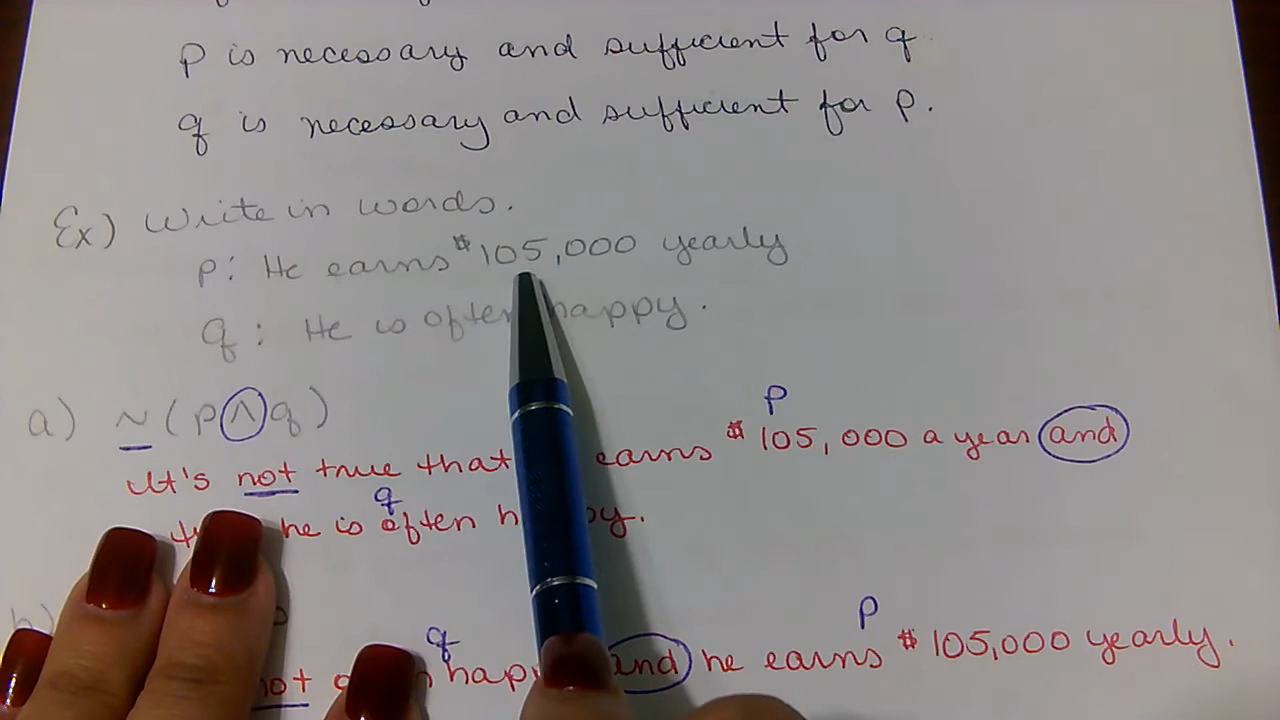 p is necessary and sufficient for q
q is necessary and sufficient for p.
Ex) Write in words.
p: He earns $105,000 yearly
q: He is often happy.
a) ~(p∧q)
p
It's not true that earns $105,000 a year and
q
he is often happy.
b)
p
q
not happy and he earns $105,000 yearly.